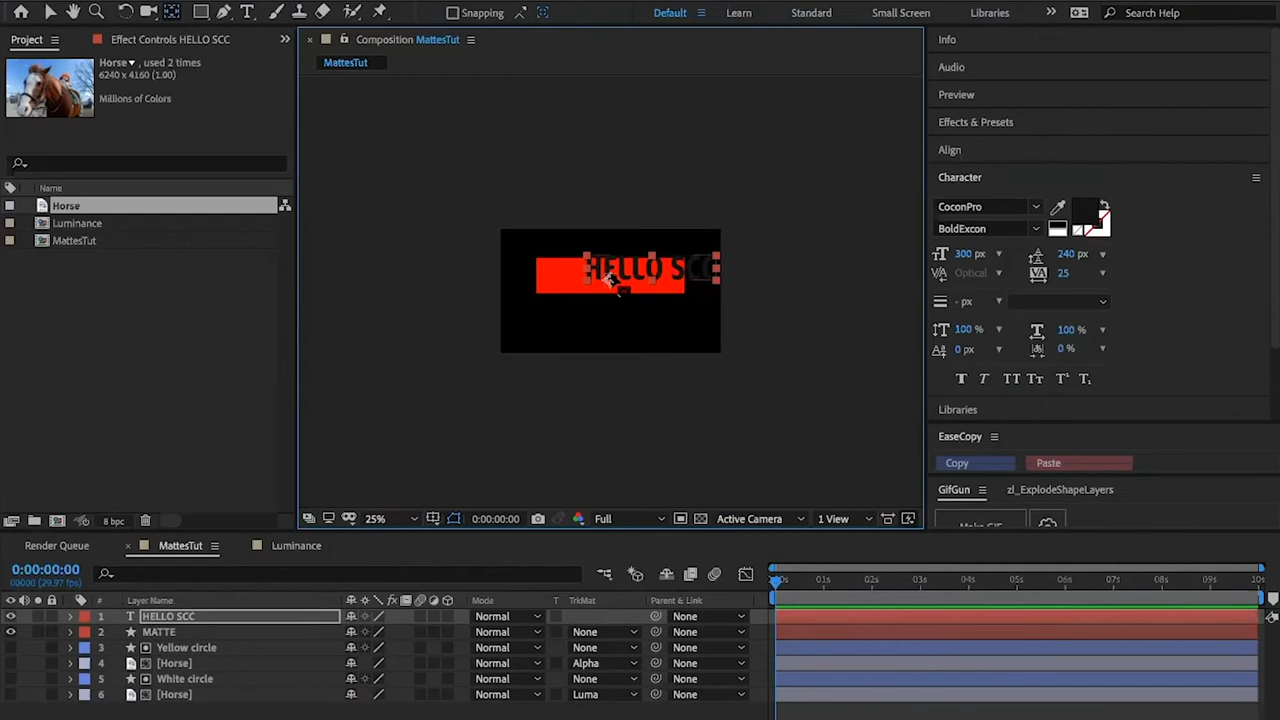 Snapping
Default
Learn
Standard
Small Screen
Libraries
Search Help
Project
Effect Controls HELLO SCC
Composition MattesTut
Info
MattesTut
Horse , used 2 times
6240 x 4160 (1.00)
Millions of Colors
Audio
Preview
Effects & Presets
Align
Character
Name
Horse
Luminance
MattesTut
CoconPro
BoldExcon
300 px
240 px
Optical
25
- px
100 %
100 %
0 px
0 %
T T TT Tr T¹ T₁
HELLO SCC
Libraries
EaseCopy
Copy
Paste
GifGun
zl_ExplodeShapeLayers
Make GIF
8 bpc
25%
0:00:00:00
Full
Active Camera
1 View
Render Queue
MattesTut
Luminance
0:00:00:00
00000 (29.97 fps)
01s 02s 03s 04s 05s 06s 07s 08s 09s 10s
# Layer Name Mode T TrkMat Parent & Link
1 HELLO SCC Normal None
2 MATTE Normal None None
3 Yellow circle Normal None None
4 [Horse] Normal Alpha None
5 White circle Normal None None
6 [Horse] Normal Luma None